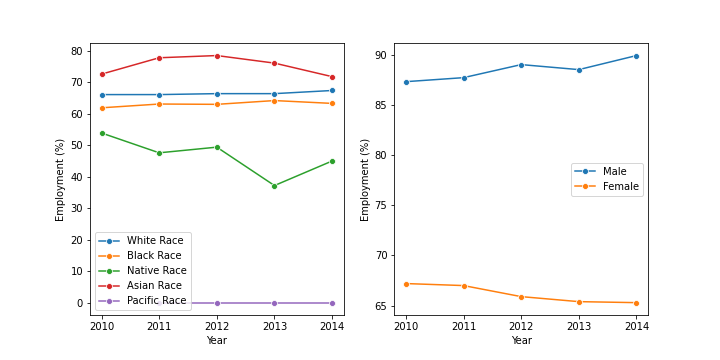 80
70
60
50
40
30
20
10
0
Employment (%)
White Race
Black Race
Native Race
Asian Race
Pacific Race
2010 2011 2012 2013 2014
Year
90
85
80
75
70
65
Employment (%)
Male
Female
2010 2011 2012 2013 2014
Year